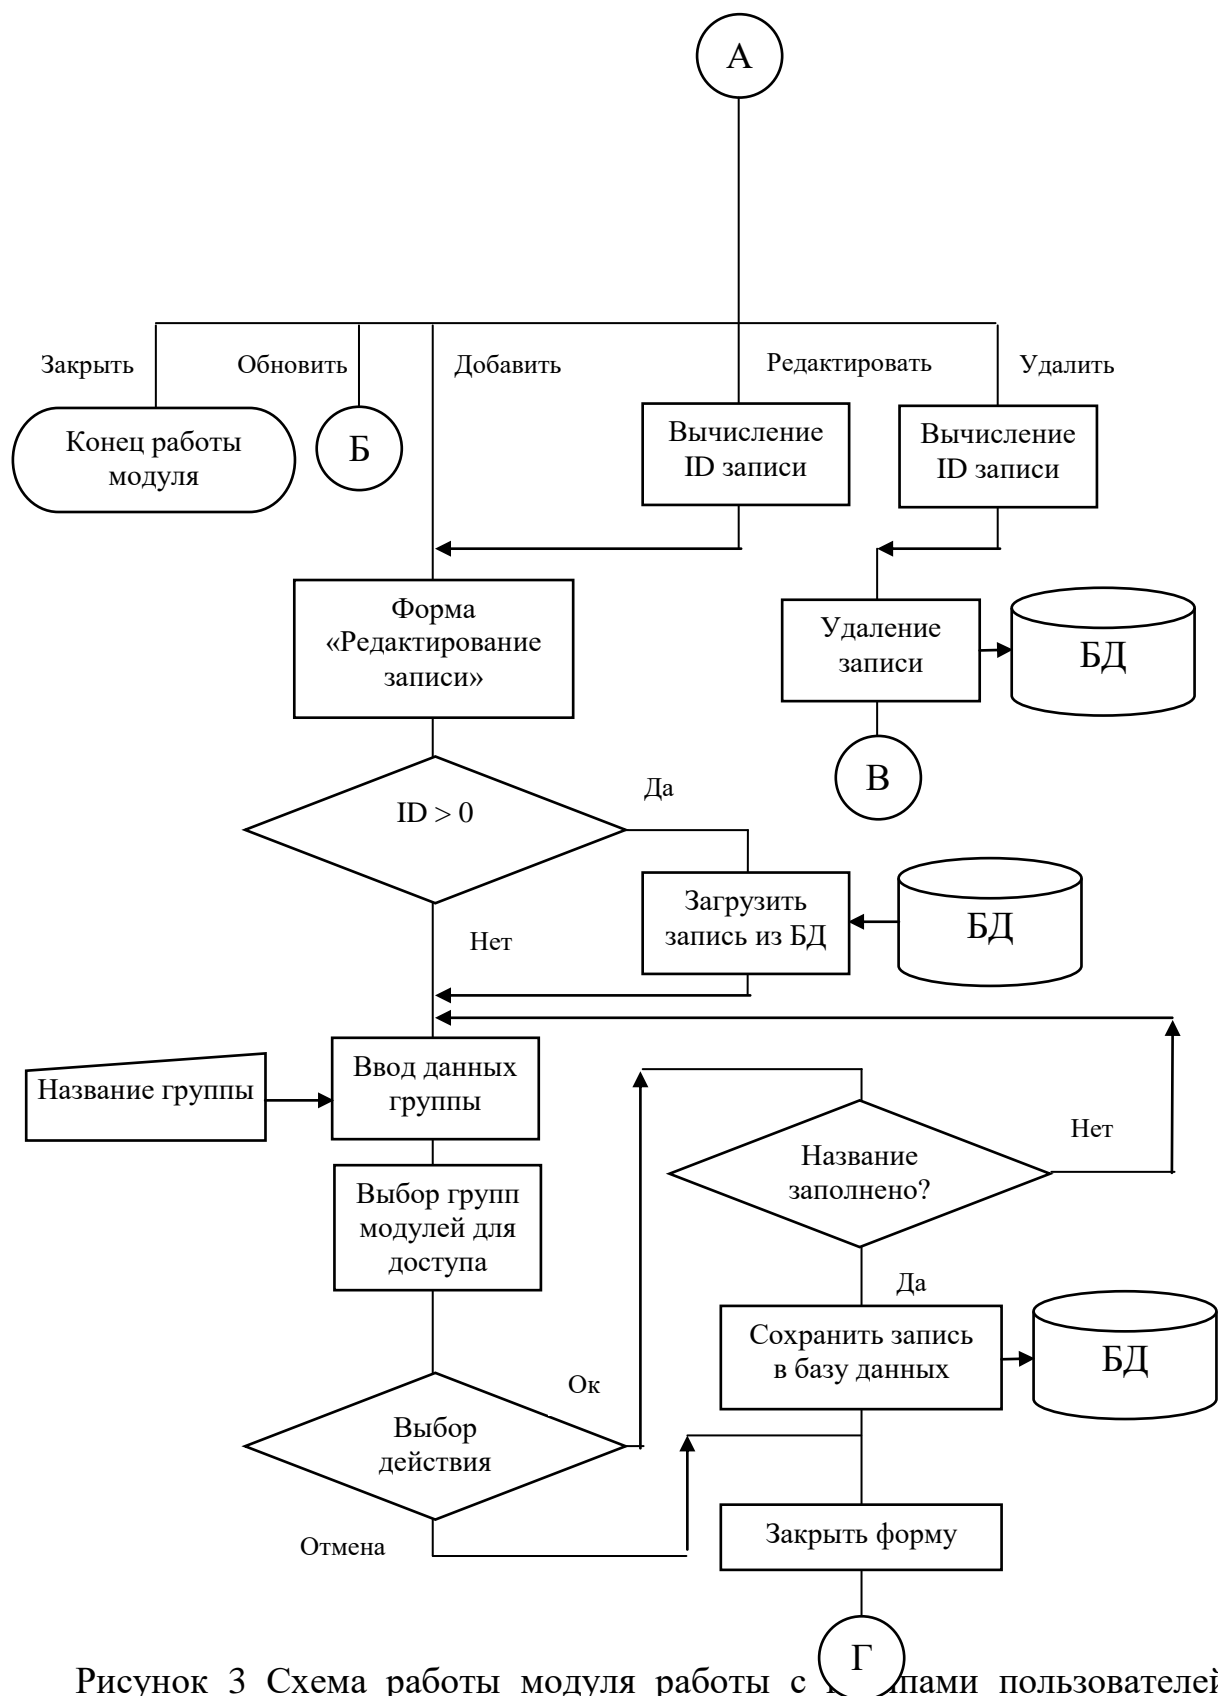 А
Закрыть
Обновить
Добавить
Редактировать
Удалить
Конец работы
модуля
Б
Вычисление
ID записи
Вычисление
ID записи
Форма
«Редактирование
записи»
Удаление
записи
БД
В
ID > 0
Да
Загрузить
запись из БД
БД
Нет
Название группы
Ввод данных
группы
Название
заполнено?
Нет
Выбор групп
модулей для
доступа
Да
Сохранить запись
в базу данных
БД
Ок
Выбор
действия
Отмена
Закрыть форму
Г
Рисунок 3 Схема работы модуля работы с пользователей